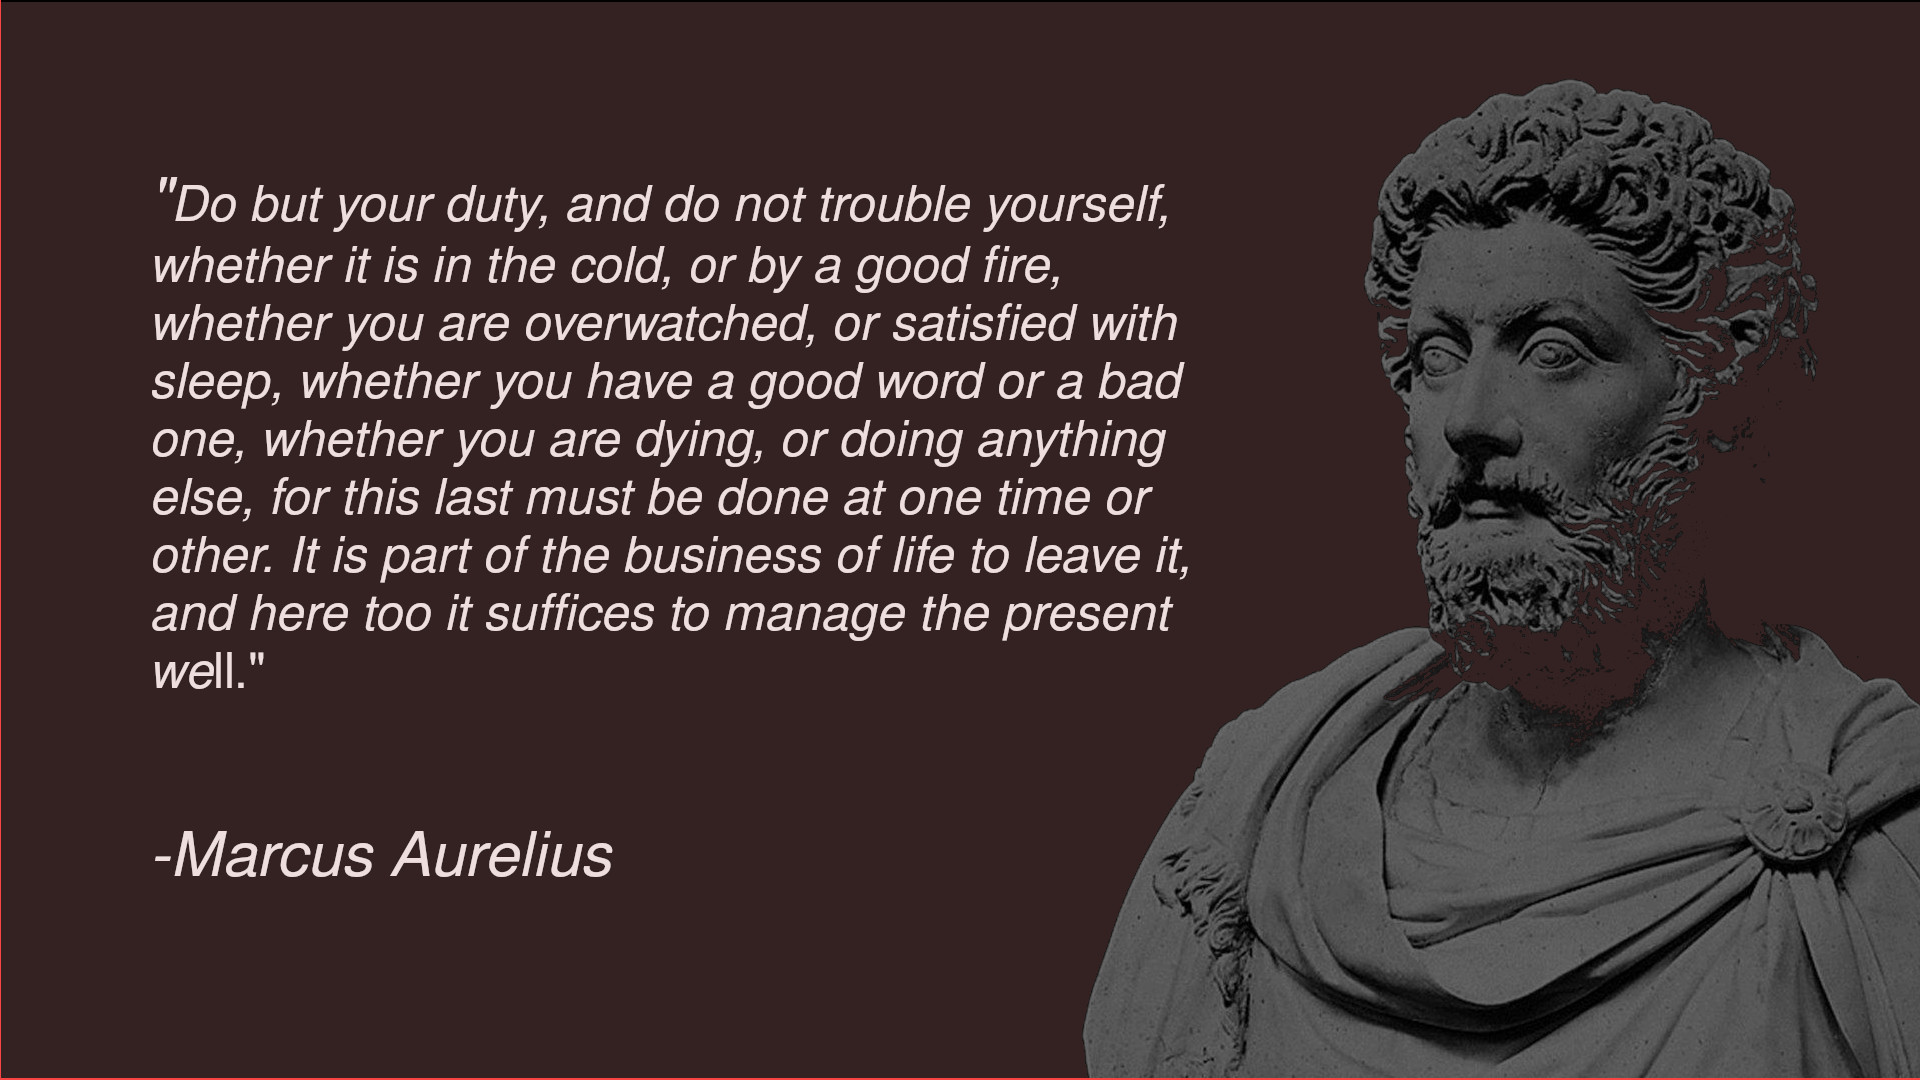 "Do but your duty, and do not trouble yourself,
whether it is in the cold, or by a good fire,
whether you are overwatched, or satisfied with
sleep, whether you have a good word or a bad
one, whether you are dying, or doing anything
else, for this last must be done at one time or
other. It is part of the business of life to leave it,
and here too it suffices to manage the present
well."
-Marcus Aurelius